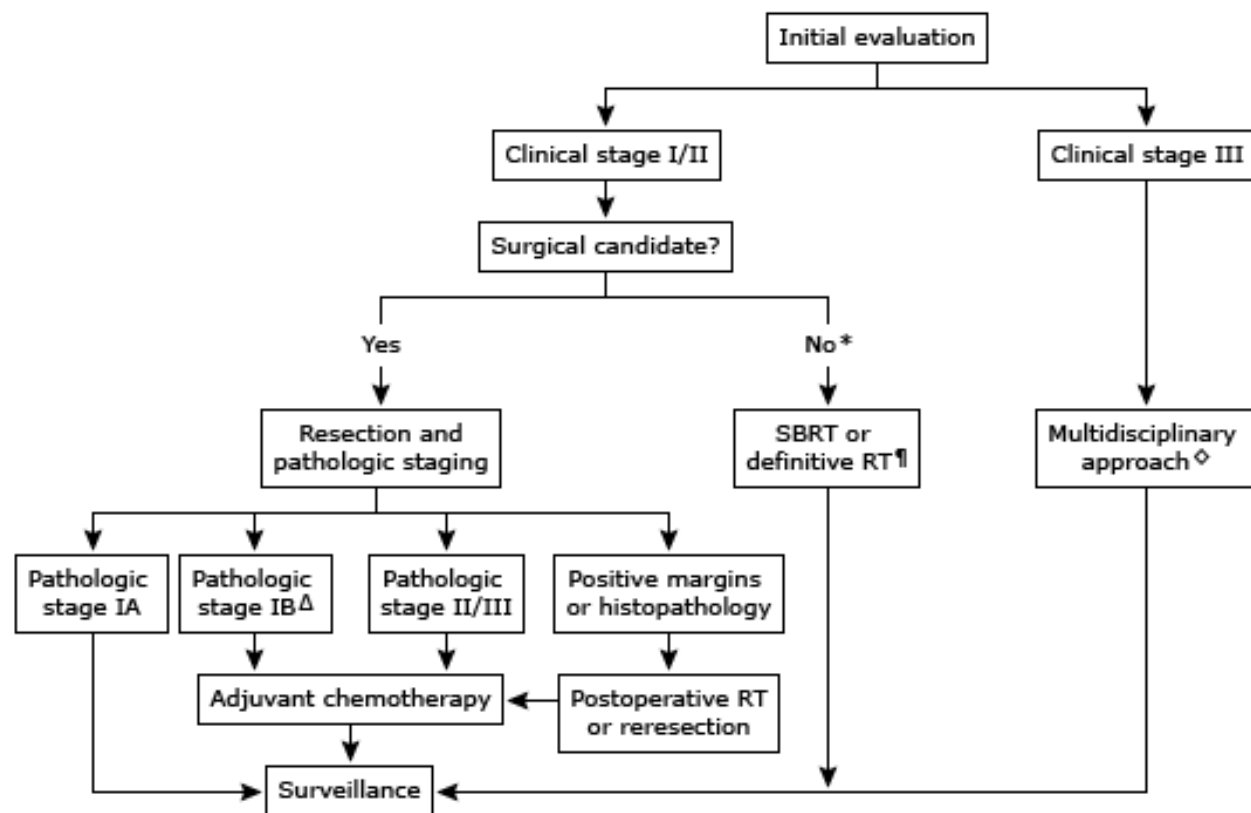 Initial evaluation
Clinical stage I/II
Clinical stage III
Surgical candidate?
Yes
No*
Resection and
pathologic staging
SBRT or
definitive RT¶
Multidisciplinary
approach◇
Pathologic
stage IA
Pathologic
stage IBΔ
Pathologic
stage II/III
Positive margins
or histopathology
Adjuvant chemotherapy
Postoperative RT
or reresection
Surveillance